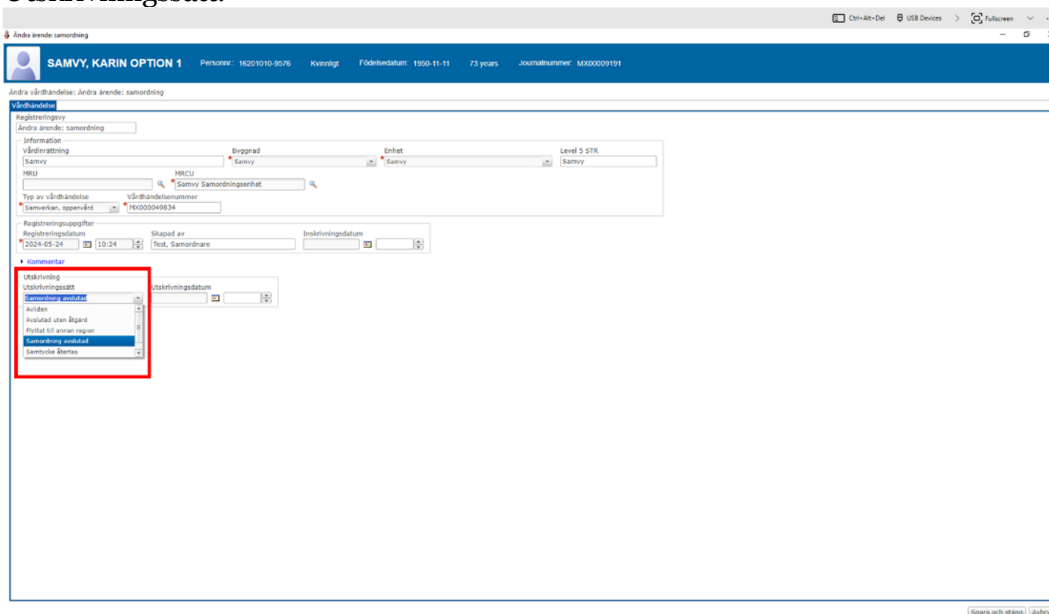 Utskrivningssätt.
Ctrl+Alt+Del USB Devices Fullscreen
Ändra ärende: samordning
SAMVY, KARIN OPTION 1 Personnr.: 16201010-9576 Kvinnligt Födelsedatum: 1950-11-11 73 years Journalnummer: MX00009191
Ändra vårdhändelse: Ändra ärende: samordning
Vårdhändelse
Registreringsvy
Ändra ärende: samordning
Information
Vårdinrättning Byggnad Enhet Level 5 STR
Samvy * Samvy * Samvy Samvy
MRU MRCU
* Samvy Samordningsenhet
Typ av vårdhändelse Vårdhändelsenummer
* Samverkan, öppenvård * MX000049834
Registreringsuppgifter
Registreringsdatum Skapad av Inskrivningsdatum
* 2024-05-24 10:24 Test, Samordnare
Kommentar
Utskrivning
Utskrivningssätt Utskrivningsdatum
Samordning avslutad
Avliden
Avslutad utan åtgärd
Flyttat till annan region
Samordning avslutad
Samtycke återtas
Spara och stäng